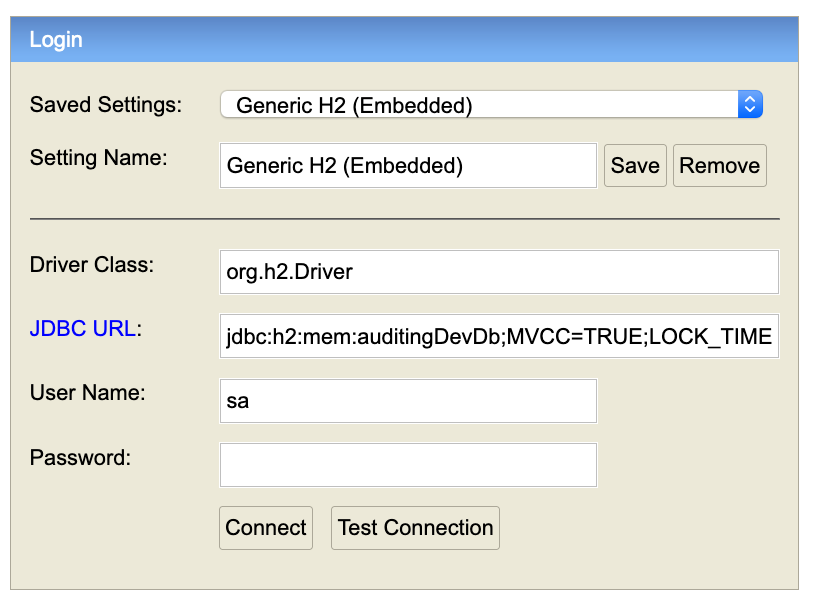 Login
Saved Settings: Generic H2 (Embedded)
Setting Name: Generic H2 (Embedded) Save Remove
Driver Class: org.h2.Driver
JDBC URL: jdbc:h2:mem:auditingDevDb;MVCC=TRUE;LOCK_TIME
User Name: sa
Password:
Connect Test Connection